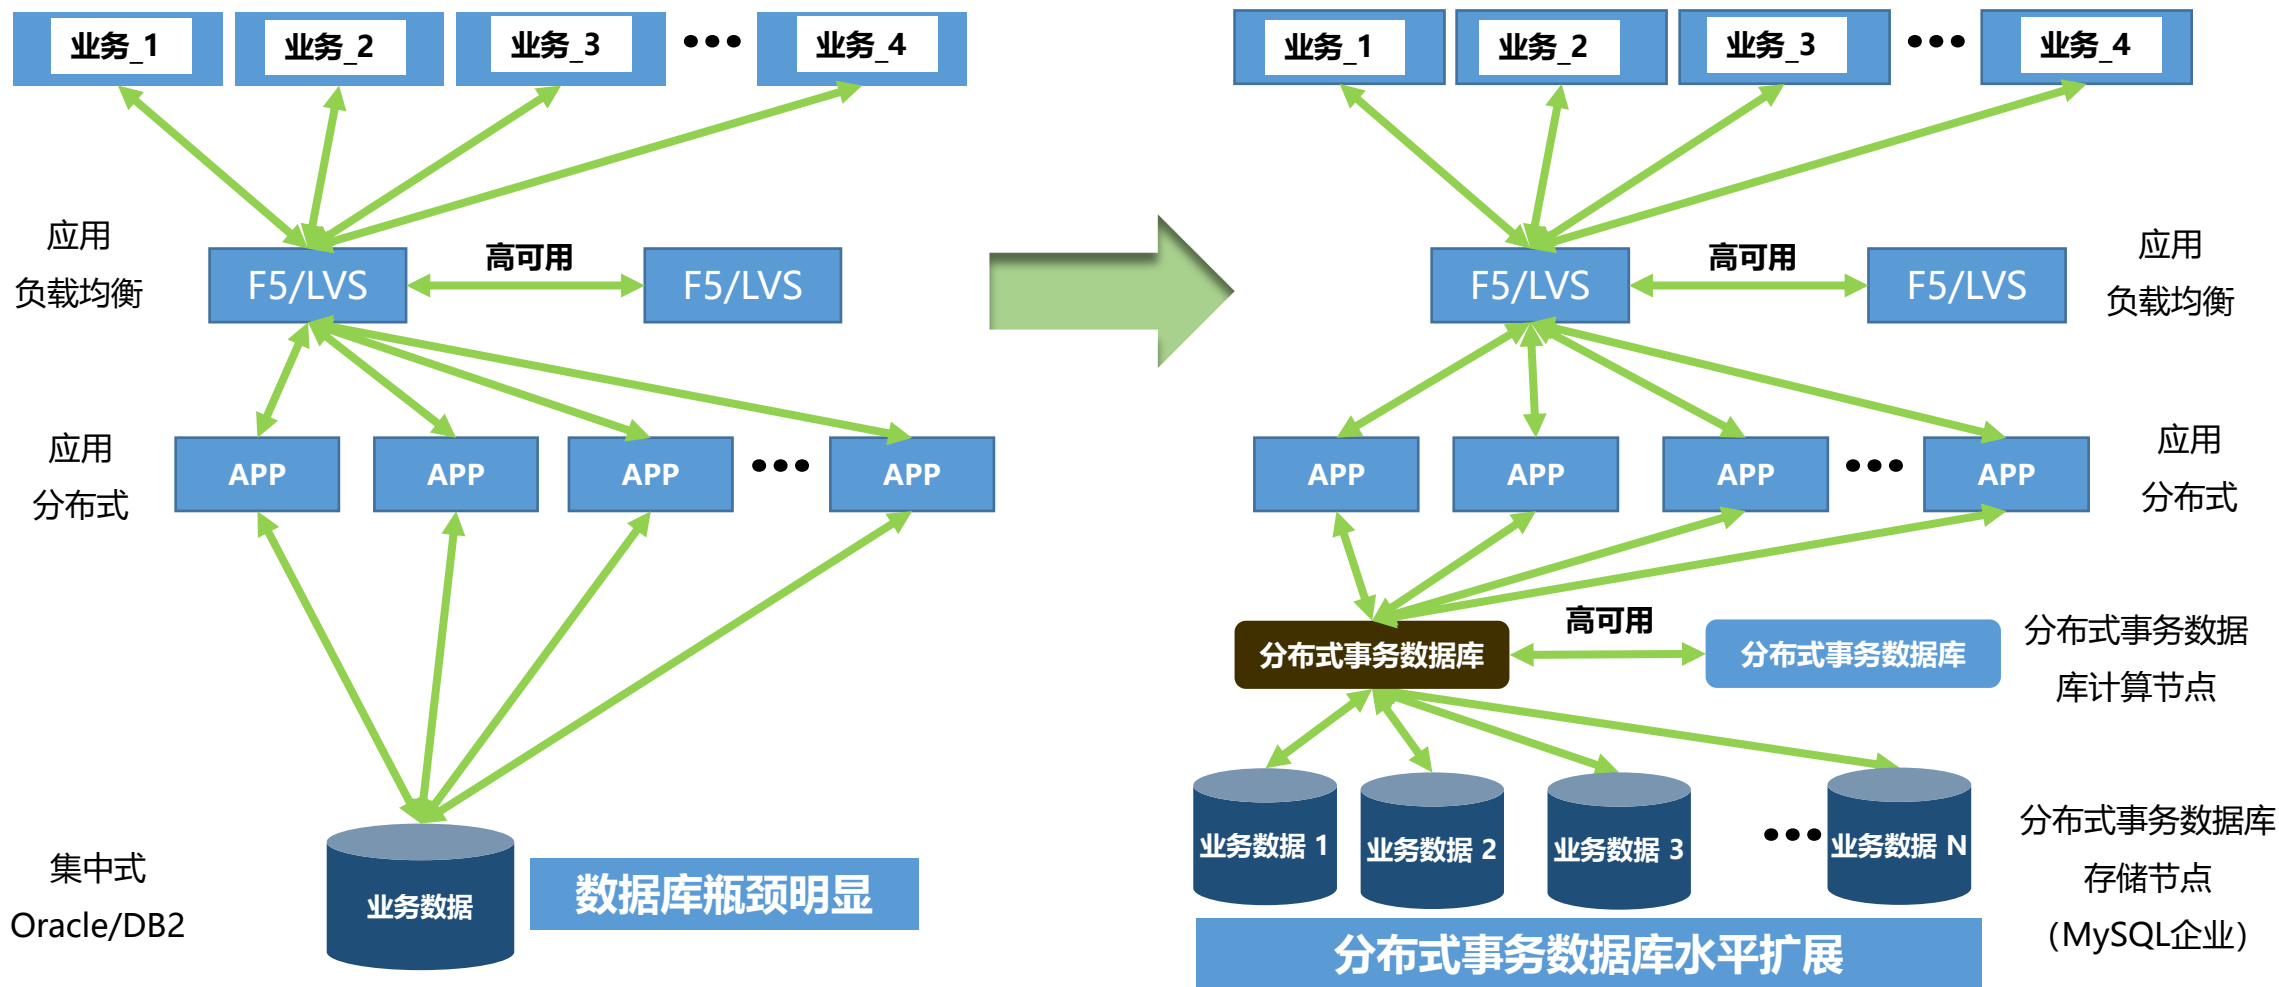 业务_1
业务_2
业务_3
•••
业务_4
应用
负载均衡
F5/LVS
高可用
F5/LVS
应用
分布式
APP
APP
APP
•••
APP
集中式
Oracle/DB2
业务数据
数据库瓶颈明显
业务_1
业务_2
业务_3
•••
业务_4
F5/LVS
高可用
F5/LVS
应用
负载均衡
APP
APP
APP
•••
APP
应用
分布式
分布式事务数据库
高可用
分布式事务数据库
分布式事务数据
库计算节点
业务数据 1
业务数据 2
业务数据 3
•••
业务数据 N
分布式事务数据库
存储节点
（MySQL企业）
分布式事务数据库水平扩展